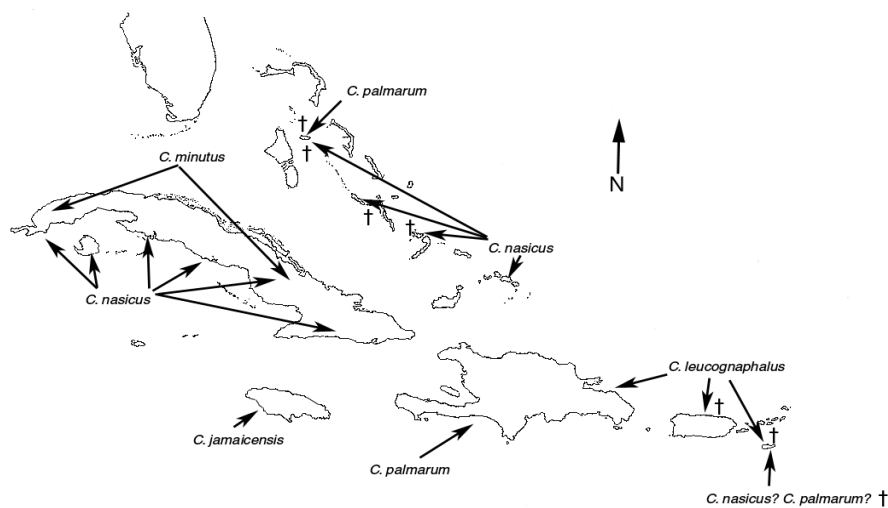 C. palmarum
†
†
C. minutus
N
†
†
C. nasicus
C. nasicus
C. leucognaphalus
†
C. jamaicensis
†
C. palmarum
C. nasicus? C. palmarum? †